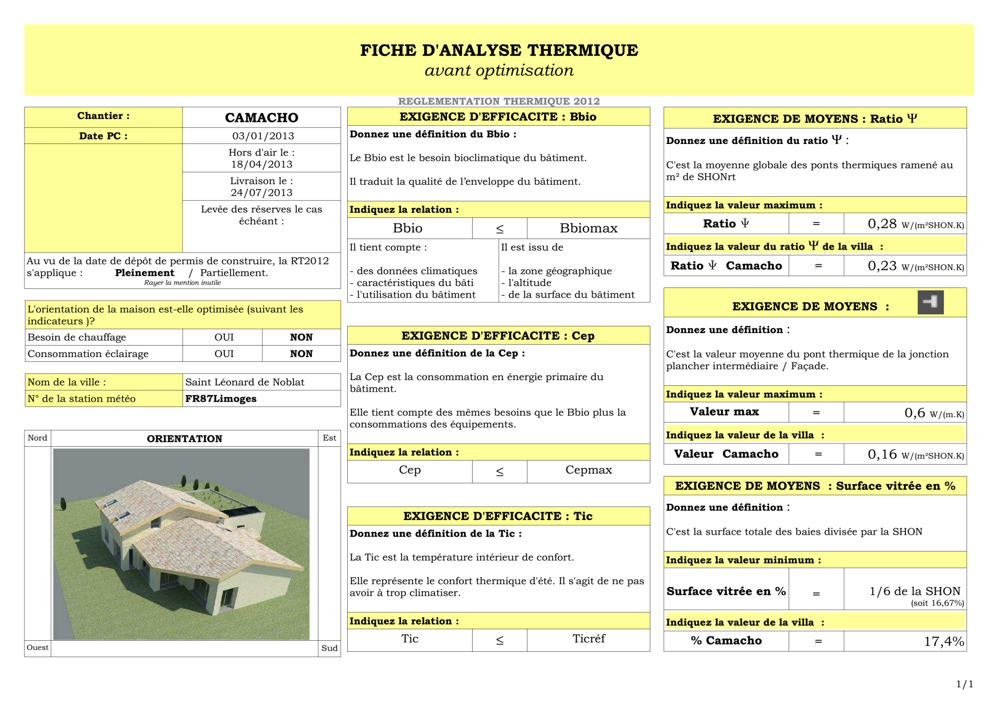 FICHE D'ANALYSE THERMIQUE
avant optimisation
REGLEMENTATION THERMIQUE 2012
Chantier :
CAMACHO
Date PC :
03/01/2013
Hors d'air le :
18/04/2013
Livraison le :
24/07/2013
Levée des réserves le cas
échéant :
Au vu de la date de dépôt de permis de construire, la RT2012
s'applique : Pleinement / Partiellement.
Rayer la mention inutile
L'orientation de la maison est-elle optimisée (suivant les
indicateurs )?
Besoin de chauffage OUI NON
Consommation éclairage OUI NON
Nom de la ville : Saint Léonard de Noblat
N° de la station météo FR87Limoges
Nord ORIENTATION Est
Ouest Sud
EXIGENCE D'EFFICACITE : Bbio
Donnez une définition du Bbio :
Le Bbio est le besoin bioclimatique du bâtiment.
Il traduit la qualité de l’enveloppe du bâtiment.
Indiquez la relation :
Bbio ≤ Bbiomax
Il tient compte :
- des données climatiques
- caractéristiques du bâti
- l'utilisation du bâtiment
Il est issu de
- la zone géographique
- l'altitude
- de la surface du bâtiment
EXIGENCE D'EFFICACITE : Cep
Donnez une définition de la Cep :
La Cep est la consommation en énergie primaire du
bâtiment.
Elle tient compte des mêmes besoins que le Bbio plus la
consommations des équipements.
Indiquez la relation :
Cep ≤ Cepmax
EXIGENCE D'EFFICACITE : Tic
Donnez une définition de la Tic :
La Tic est la température intérieur de confort.
Elle représente le confort thermique d'été. Il s'agit de ne pas
avoir à trop climatiser.
Indiquez la relation :
Tic ≤ Ticréf
EXIGENCE DE MOYENS : Ratio Ψ
Donnez une définition du ratio Ψ :
C'est la moyenne globale des ponts thermiques ramené au
m² de SHONrt
Indiquez la valeur maximum :
Ratio Ψ = 0,28 W/(m²SHON.K)
Indiquez la valeur du ratio Ψ de la villa :
Ratio Ψ Camacho = 0,23 W/(m²SHON.K)
EXIGENCE DE MOYENS :
Donnez une définition :
C'est la valeur moyenne du pont thermique de la jonction
plancher intermédiaire / Façade.
Indiquez la valeur maximum :
Valeur max = 0,6 W/(m.K)
Indiquez la valeur de la villa :
Valeur Camacho = 0,16 W/(m²SHON.K)
EXIGENCE DE MOYENS : Surface vitrée en %
Donnez une définition :
C'est la surface totale des baies divisée par la SHON
Indiquez la valeur minimum :
Surface vitrée en % = 1/6 de la SHON
(soit 16,67%)
Indiquez la valeur de la villa :
% Camacho = 17,4%
1/1